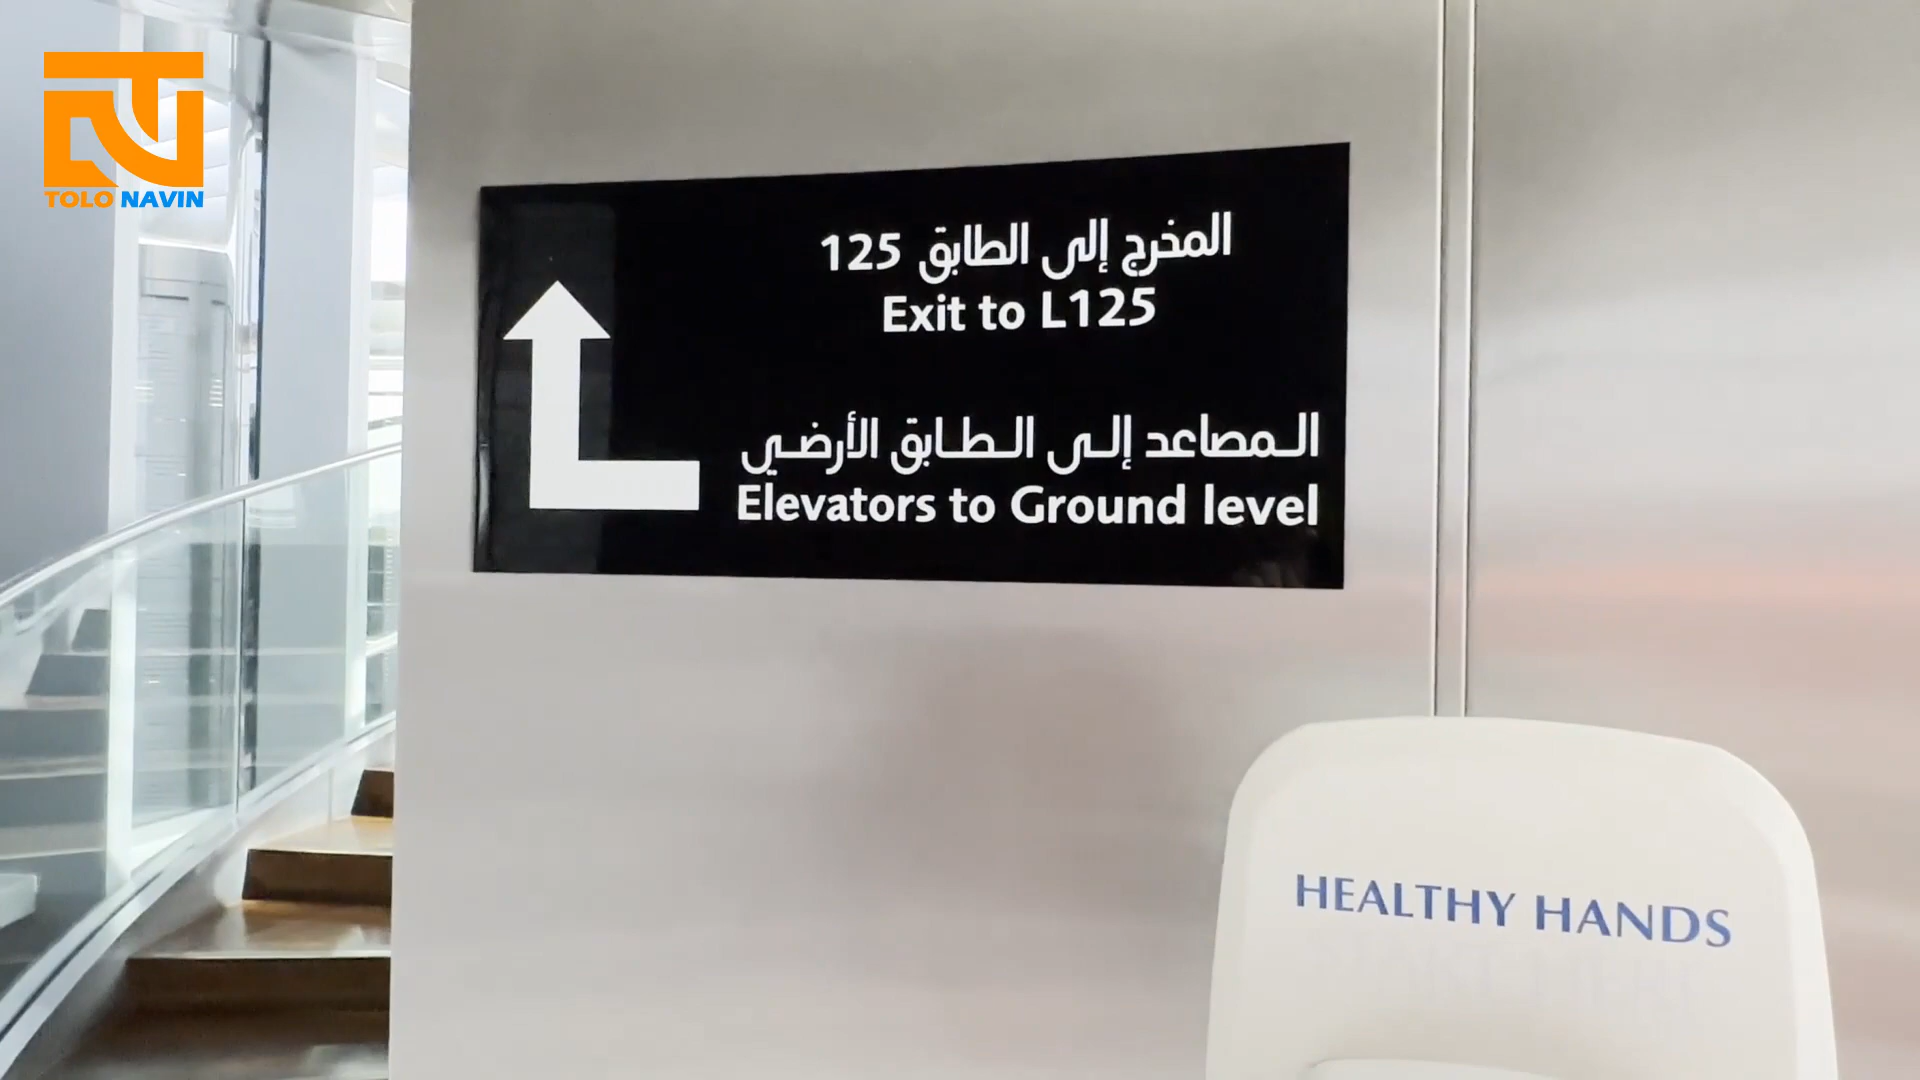 TOLO NAVIN
المخرج إلى الطابق 125
Exit to L125
المصاعد إلى الطابق الأرضي
Elevators to Ground level
HEALTHY HANDS